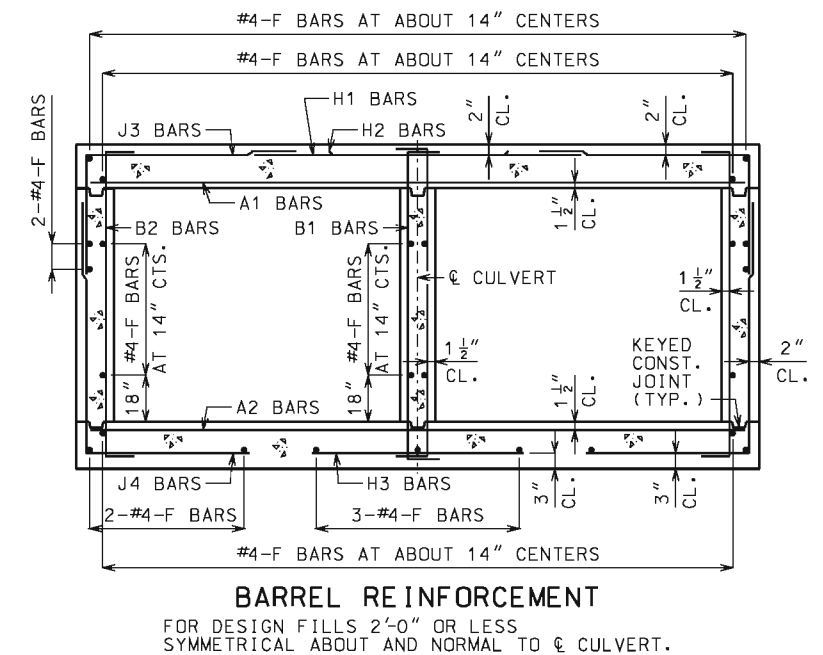 #4-F BARS AT ABOUT 14" CENTERS
#4-F BARS AT ABOUT 14" CENTERS
2-#4-F BARS
H1 BARS
J3 BARS
H2 BARS
2"
CL.
2"
CL.
A1 BARS
1 1/2"
CL.
B2 BARS
B1 BARS
#4-F BARS
AT 14" CTS.
#4-F BARS
AT 14" CTS.
℄ CULVERT
1 1/2"
CL.
1 1/2"
CL.
KEYED
CONST.
JOINT
(TYP.)
2"
CL.
18"
A2 BARS
18"
1 1/2"
CL.
J4 BARS
H3 BARS
3"
CL.
3"
CL.
2-#4-F BARS
3-#4-F BARS
#4-F BARS AT ABOUT 14" CENTERS
BARREL REINFORCEMENT
FOR DESIGN FILLS 2'-0" OR LESS
SYMMETRICAL ABOUT AND NORMAL TO ℄ CULVERT.